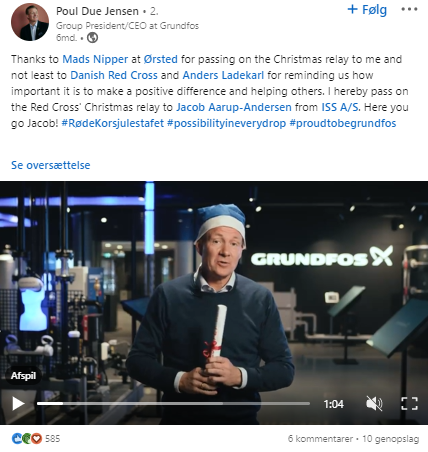 Poul Due Jensen • 2.
+ Følg
Group President/CEO at Grundfos
6md. •
Thanks to Mads Nipper at Ørsted for passing on the Christmas relay to me and
not least to Danish Red Cross and Anders Ladekarl for reminding us how
important it is to make a positive difference and helping others. I hereby pass on
the Red Cross' Christmas relay to Jacob Aarup-Andersen from ISS A/S. Here you
go Jacob! #RødeKorsjulestafet #possibilityineverydrop #proudtobegrundfos
Se oversættelse
GRUNDFOS
Afspil
1:04
585
6 kommentarer • 10 genopslag